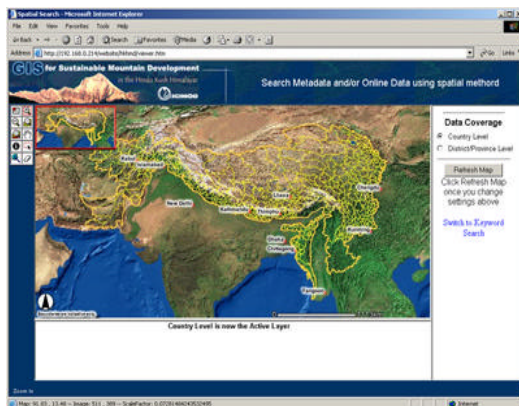 Spatial Search - Microsoft Internet Explorer
File Edit View Favorites Tools Help
Back Search Favorites Media
Address http://192.168.0.214/website/hkhmd/viewer.htm Go Links
GIS for Sustainable Mountain Development
in the Hindu Kush Himalayas
ICIMOD
Search Metadata and/or Online Data using spatial methord
Data Coverage
Country Level
District/Province Level
Refresh Map
Click Refresh Map
once you change
settings above
Switch to Keyword
Search
Kabul
Islamabad
New Delhi
Kathmandu
Thimphu
Lhasa
Chengdu
Kunming
Dhaka
Chittagong
Yangoon
Country Level is now the Active Layer
Zoom In
Internet